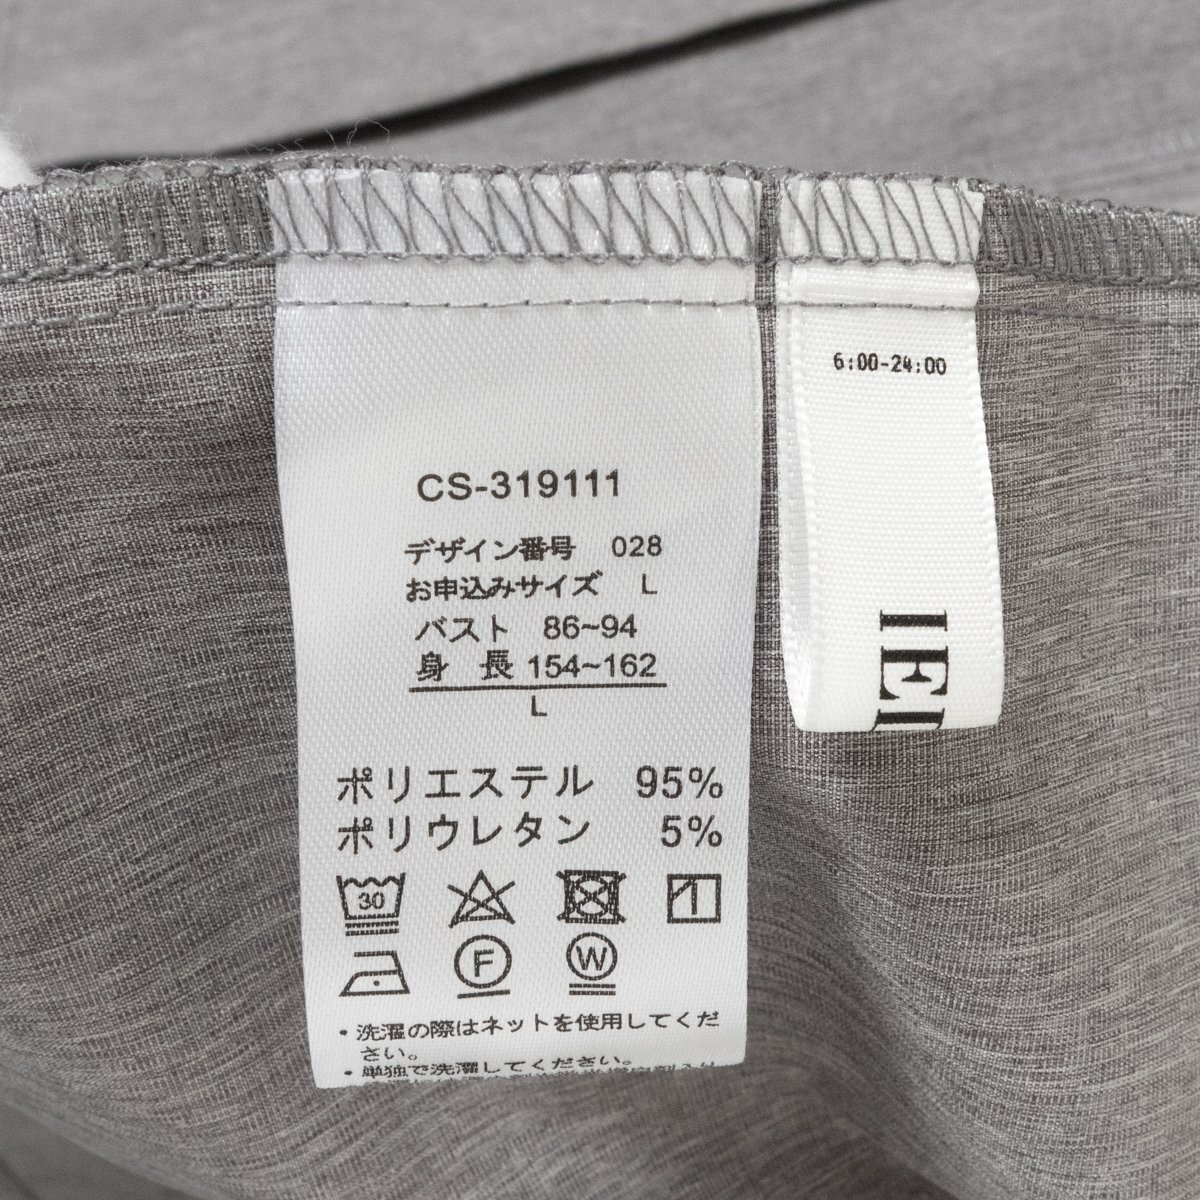 CS-319111
デザイン番号 028
お申込みサイズ L
バスト 86~94
身 長 154~162
L
ポリエステル 95%
ポリウレタン 5%
30
F
W
・洗濯の際はネットを使用してくだ
さい。
・単独で洗濯してください。
6:00-24:00
IE